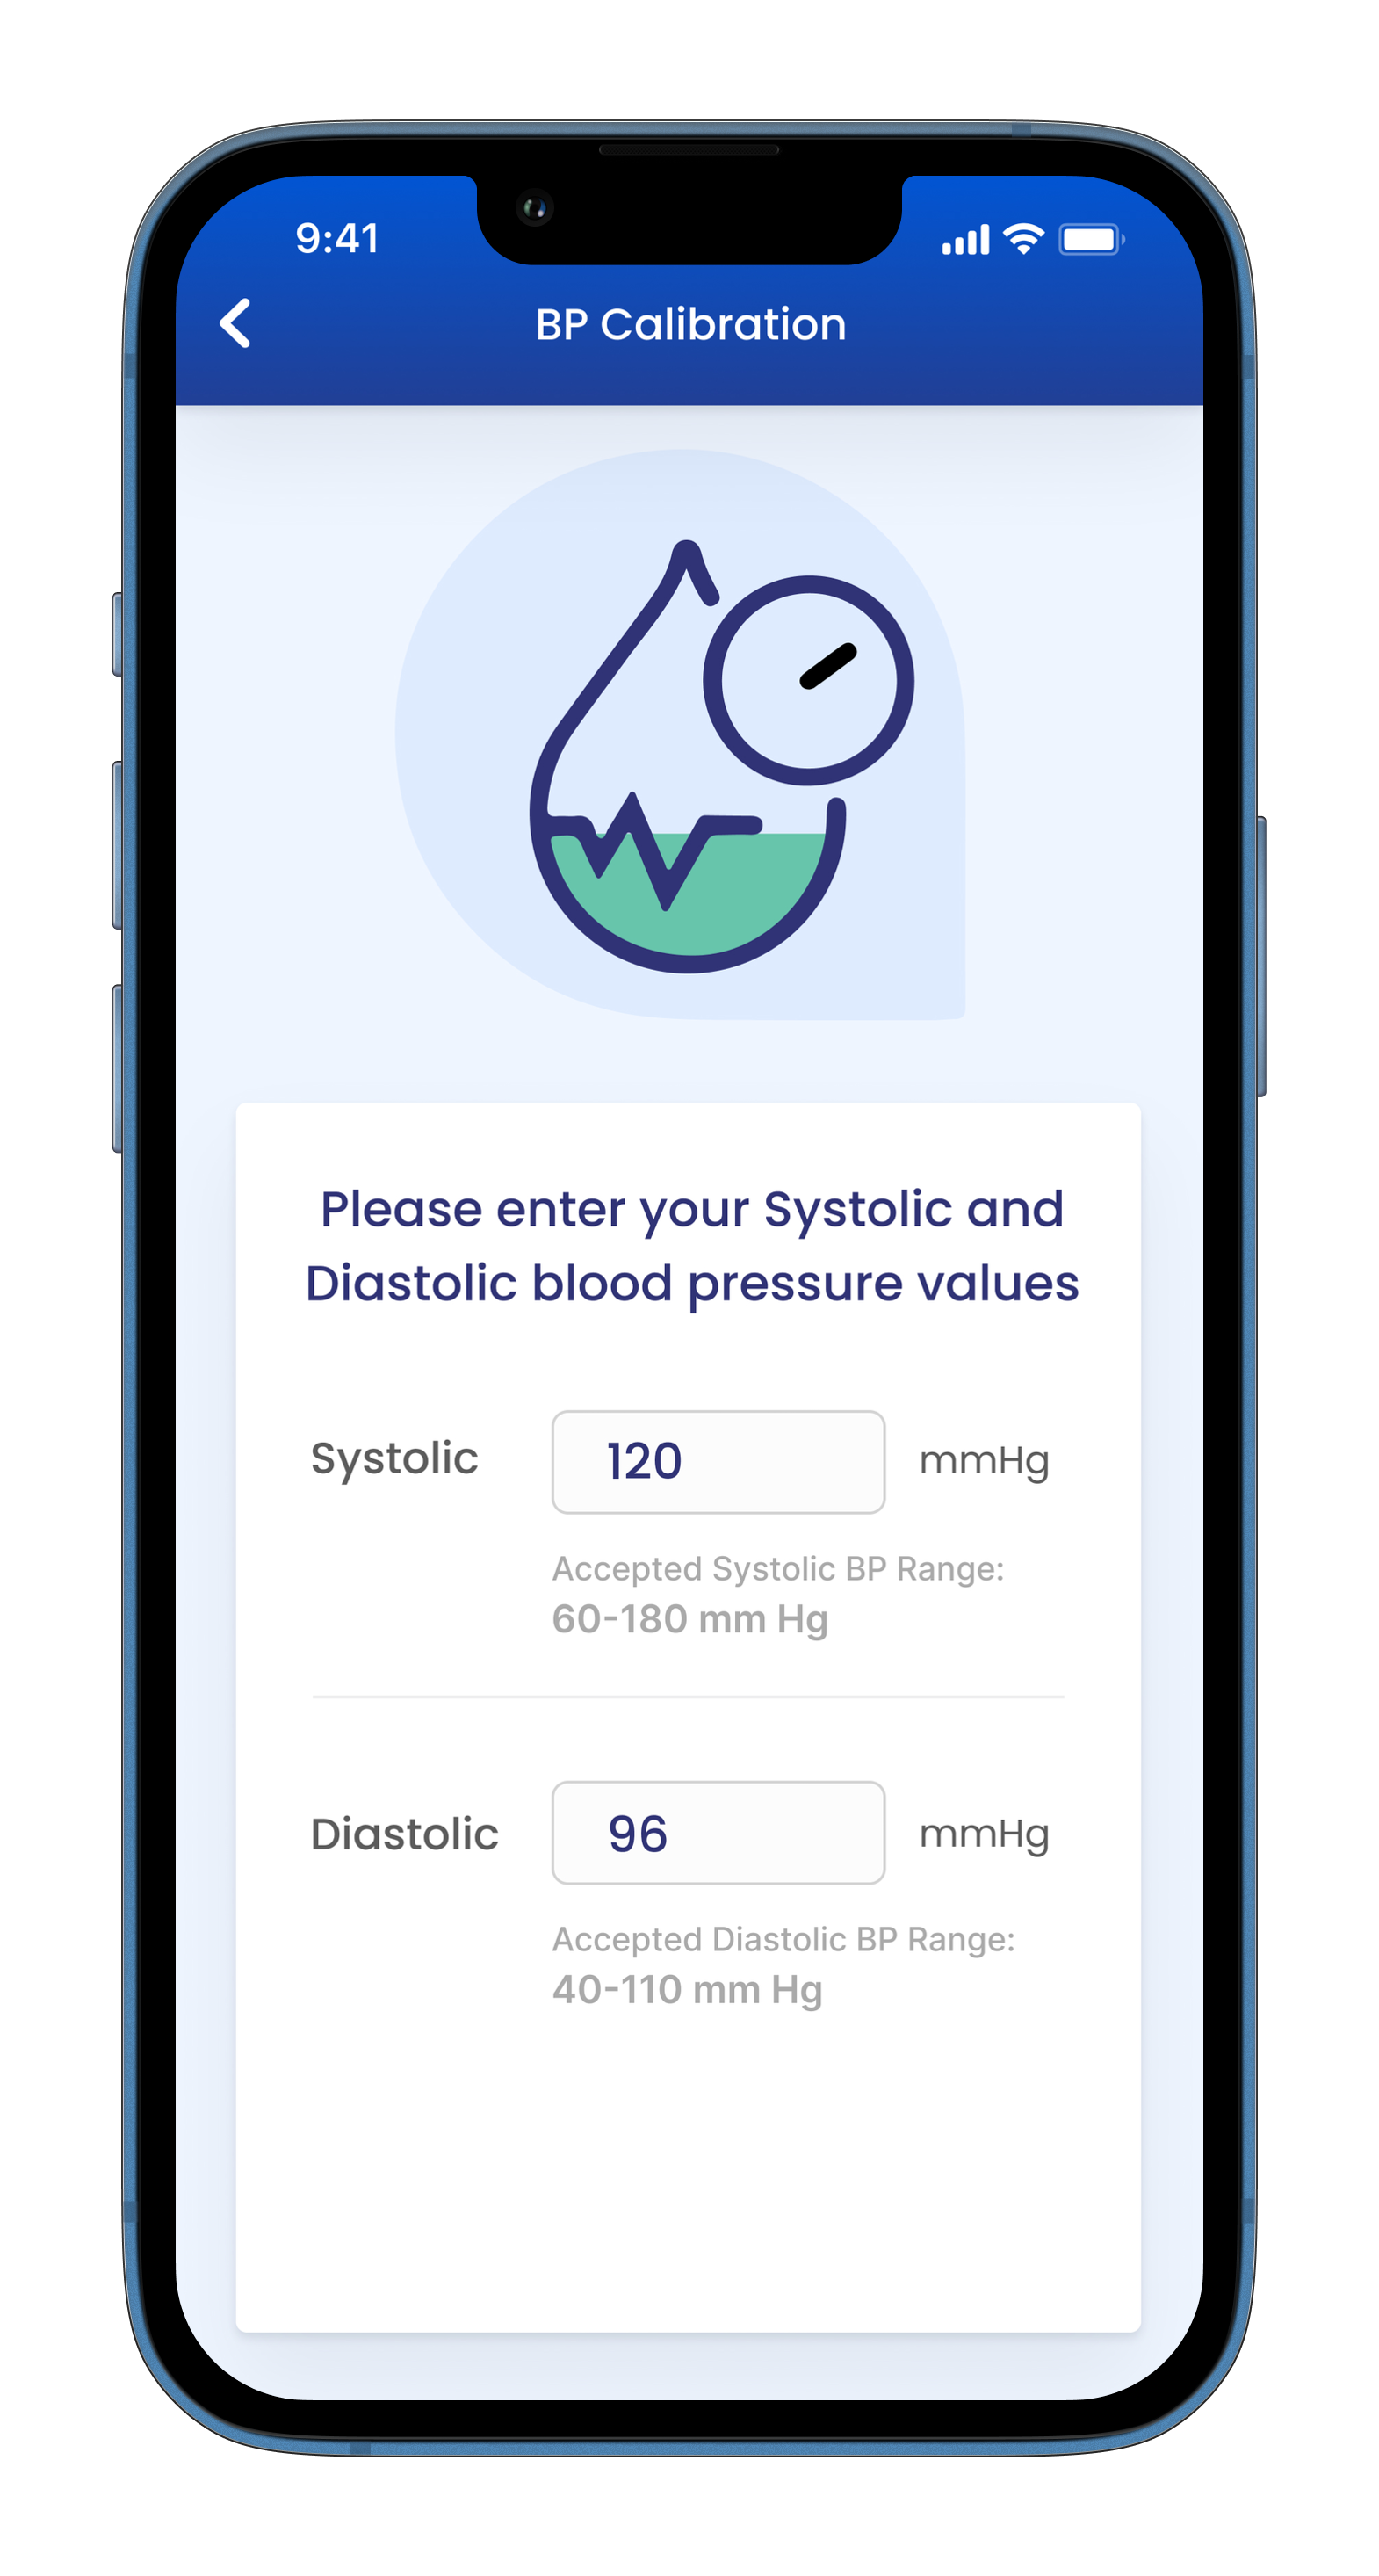 9:41
BP Calibration
Please enter your Systolic and
Diastolic blood pressure values
Systolic 120 mmHg
Accepted Systolic BP Range:
60-180 mm Hg
Diastolic 96 mmHg
Accepted Diastolic BP Range:
40-110 mm Hg